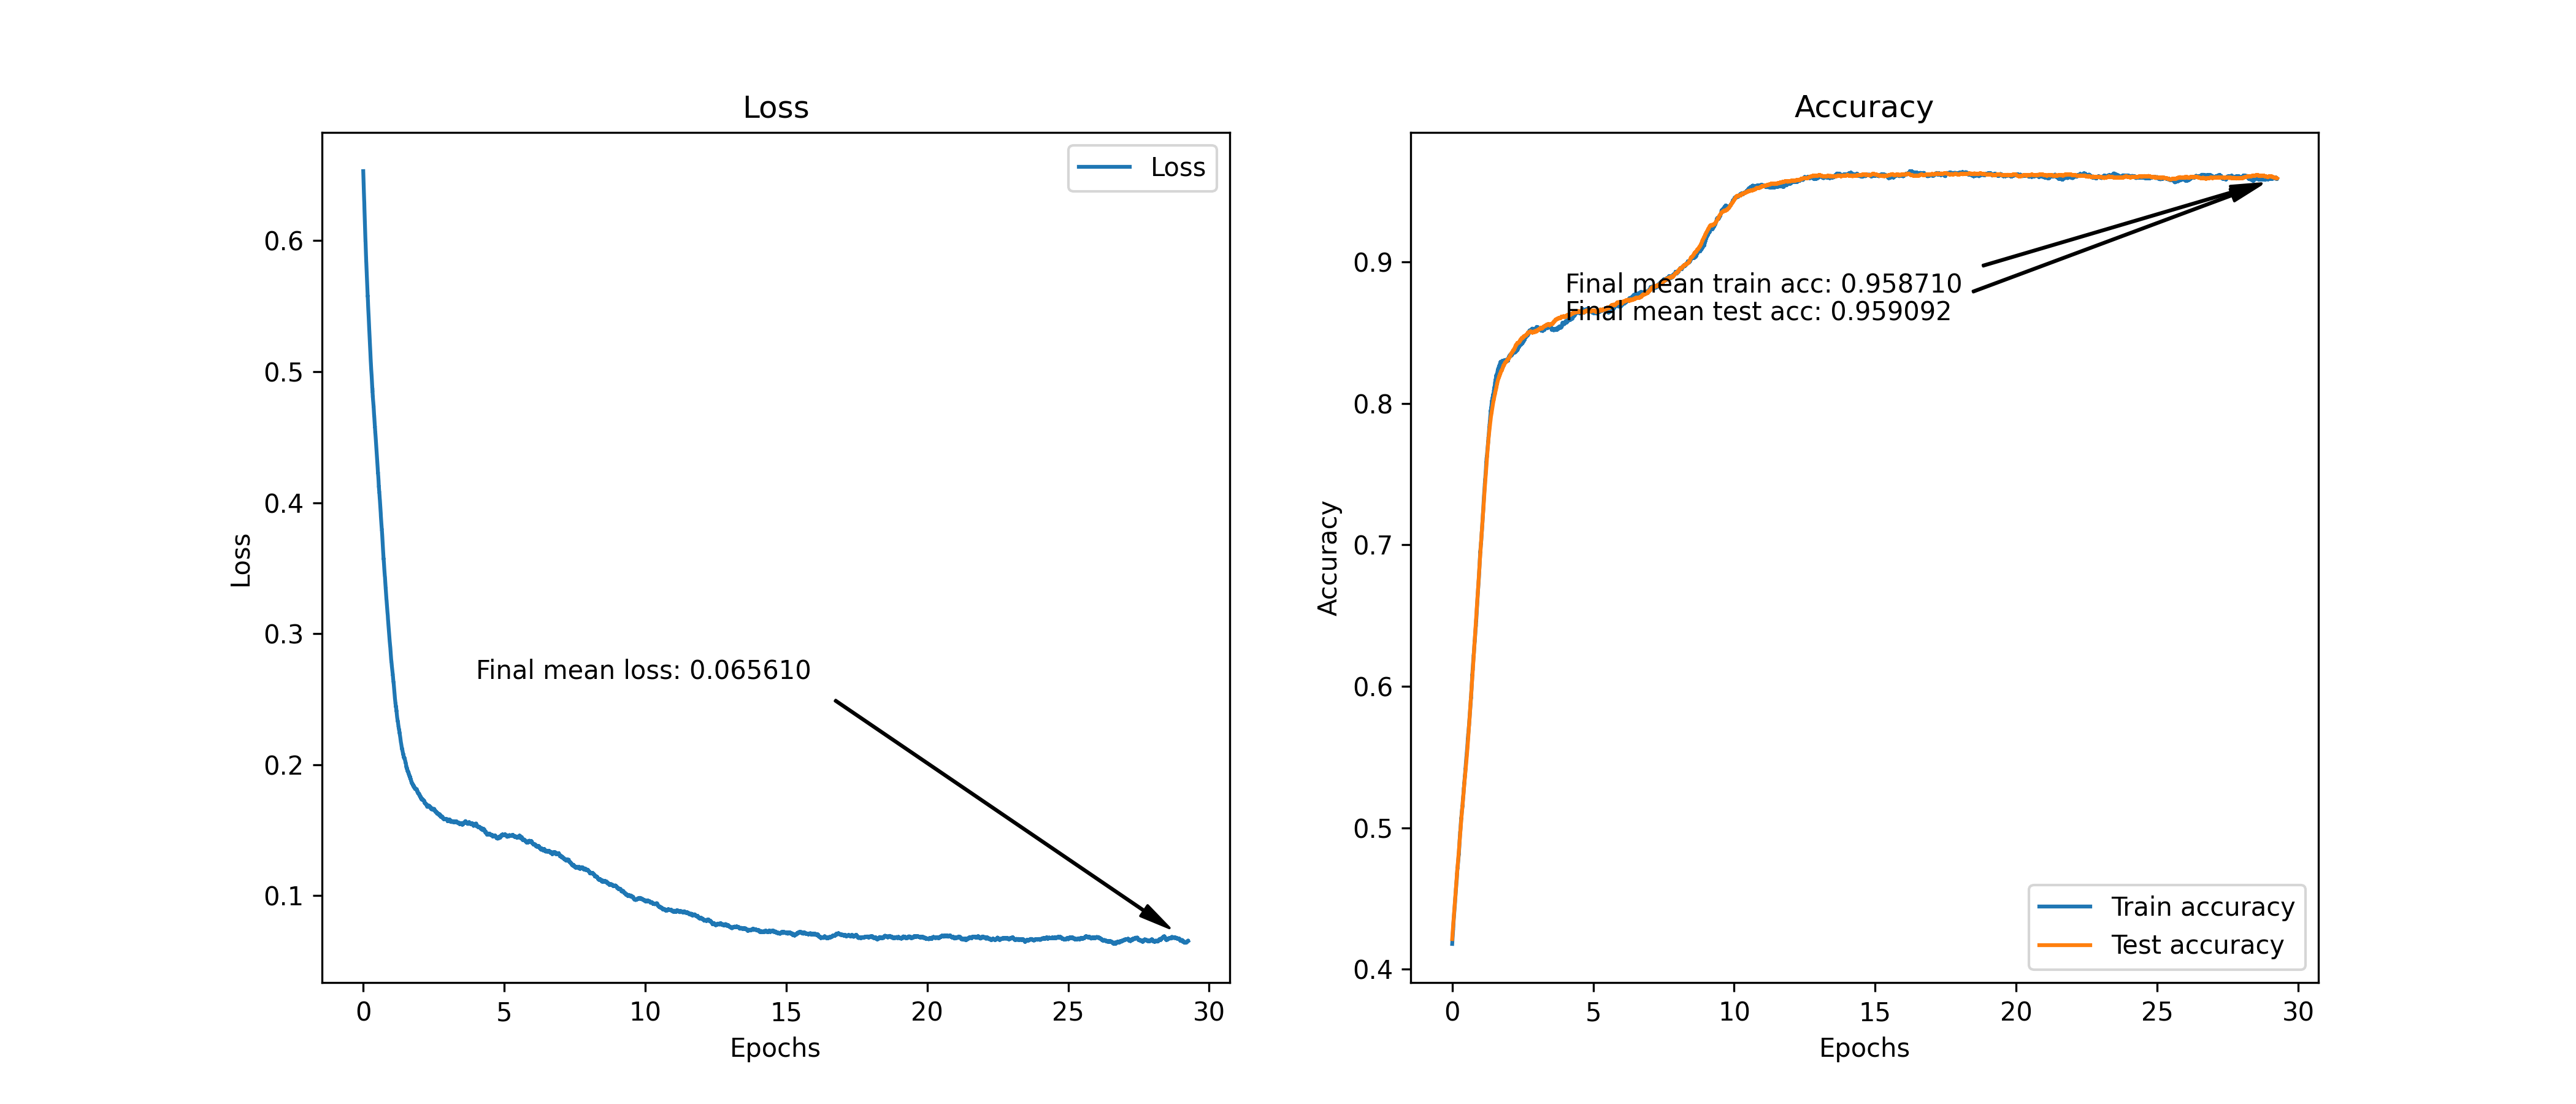 Loss
Loss
0.6
0.5
0.4
0.3
0.2
0.1
Loss
Final mean loss: 0.065610
0 5 10 15 20 25 30
Epochs
Accuracy
0.9
0.8
0.7
0.6
0.5
0.4
Accuracy
Final mean train acc: 0.958710
Final mean test acc: 0.959092
Train accuracy
Test accuracy
0 5 10 15 20 25 30
Epochs